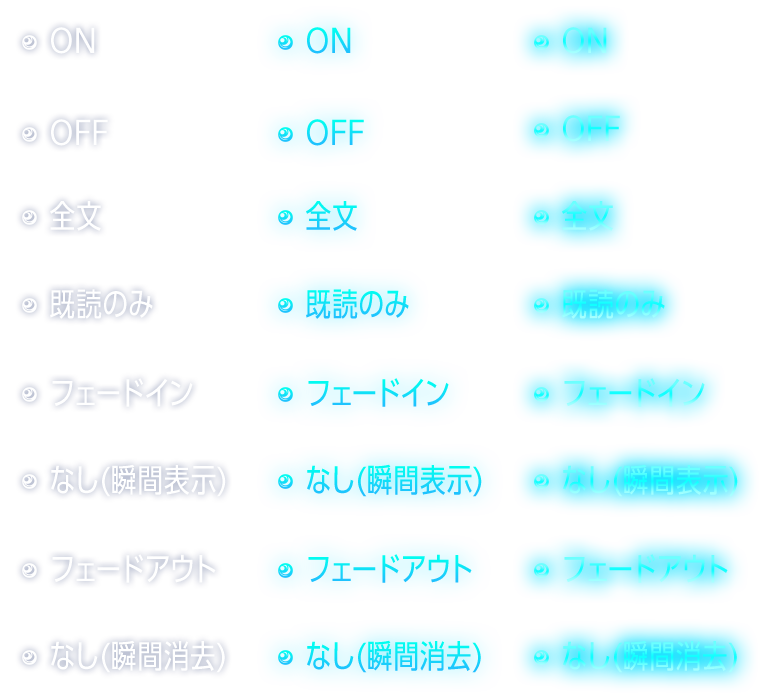 ON ON ON
OFF OFF OFF
全文 全文 全文
既読のみ 既読のみ 既読のみ
フェードイン フェードイン フェードイン
なし(瞬間表示) なし(瞬間表示) なし(瞬間表示)
フェードアウト フェードアウト フェードアウト
なし(瞬間消去) なし(瞬間消去) なし(瞬間消去)